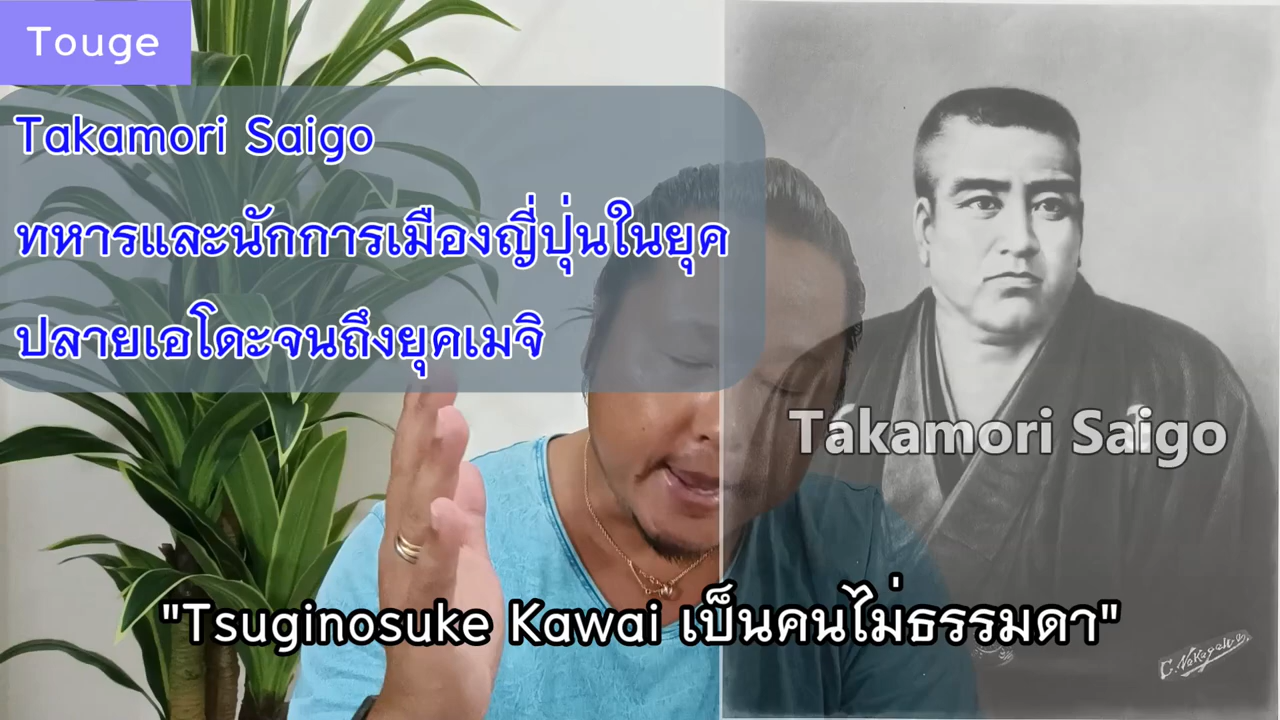 Touge
Takamori Saigo
ทหารและนักการเมืองญี่ปุ่นในยุค
ปลายเอโดะจนถึงยุคเมจิ
Takamori Saigo
"Tsuginosuke Kawai เป็นคนไม่ธรรมดา"